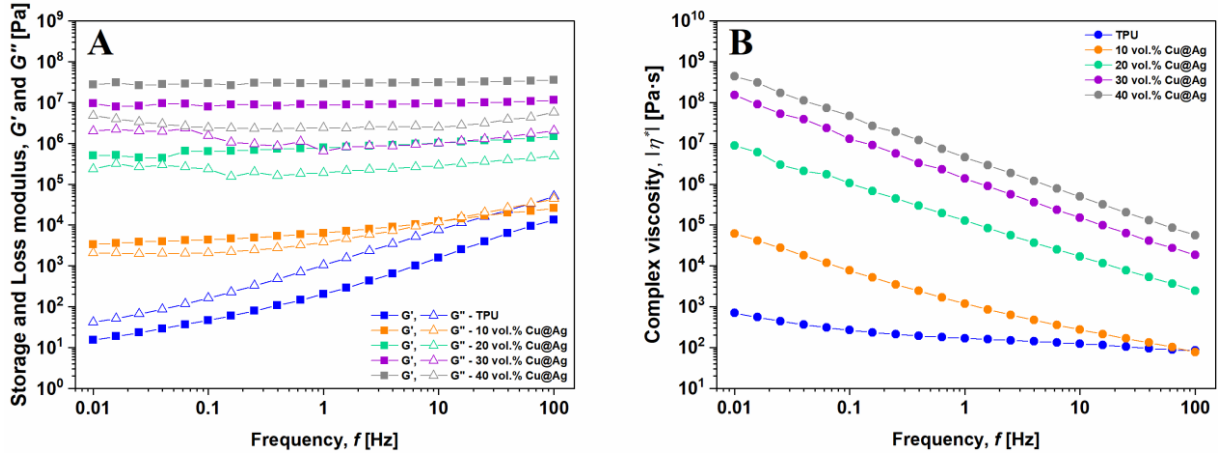 A
Storage and Loss modulus, G' and G'' [Pa]
10⁹
10⁸
10⁷
10⁶
10⁵
10⁴
10³
10²
10¹
10⁰
G', G'' - TPU
G', G'' - 10 vol.% Cu@Ag
G', G'' - 20 vol.% Cu@Ag
G', G'' - 30 vol.% Cu@Ag
G', G'' - 40 vol.% Cu@Ag
0.01 0.1 1 10 100
Frequency, f [Hz]
B
Complex viscosity, |η*| [Pa·s]
10¹⁰
10⁹
10⁸
10⁷
10⁶
10⁵
10⁴
10³
10²
10¹
TPU
10 vol.% Cu@Ag
20 vol.% Cu@Ag
30 vol.% Cu@Ag
40 vol.% Cu@Ag
0.01 0.1 1 10 100
Frequency, f [Hz]